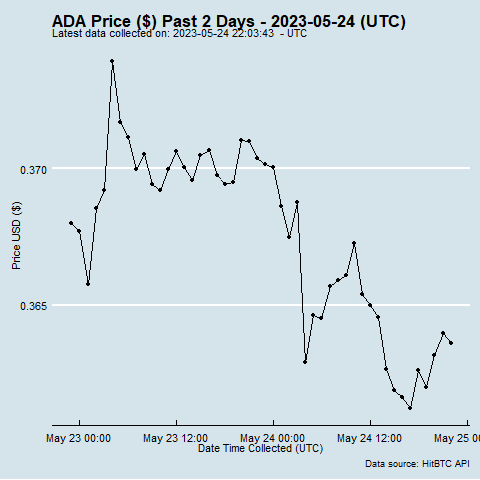 ADA Price ($) Past 2 Days - 2023-05-24 (UTC)
Latest data collected on: 2023-05-24 22:03:43 - UTC
0.370
Price USD ($)
0.365
May 23 00:00 May 23 12:00 May 24 00:00 May 24 12:00 May 25 00
Date Time Collected (UTC)
Data source: HitBTC API